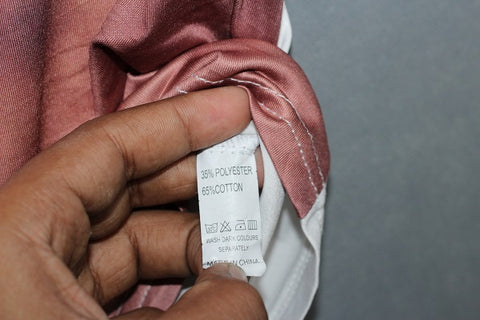 35% POLYESTER
65%COTTON
WASH DARK COLOURS
SEPARATELY
MADE IN CHINA